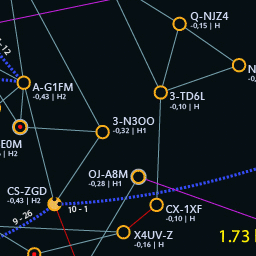 Q-NJZ4
-0,15 | H
- 12
A-G1FM
-0,43 | H2
N
3-TD6L
-0,10 | H
3-N3OO
-0,32 | H1
E0M
| H2
OJ-A8M
-0,28 | H1
CS-ZGD
-0,43 | H2
10 - 1
CX-1XF
-0,10 | H
9 - 26
X4UV-Z
-0,16 | H
1.73